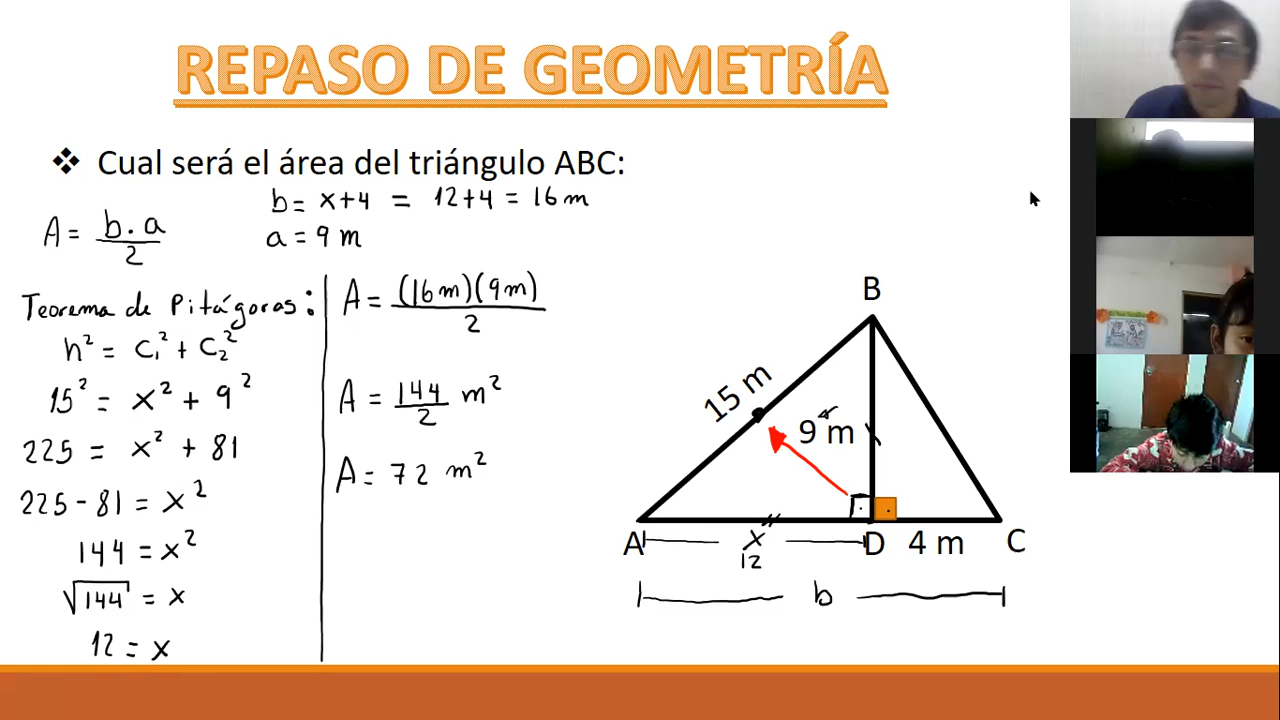 REPASO DE GEOMETRÍA
❖ Cual será el área del triángulo ABC:
b = x+4 = 12+4 = 16 m
a = 9 m
A = b . a / 2
Teorema de Pitágoras:
h² = C₁² + C₂²
15² = x² + 9²
225 = x² + 81
225 - 81 = x²
144 = x²
√144 = x
12 = x
A = (16m)(9m) / 2
A = 144/2 m²
A = 72 m²
B
15 m
9 m
A
x
12
D
4 m
C
b